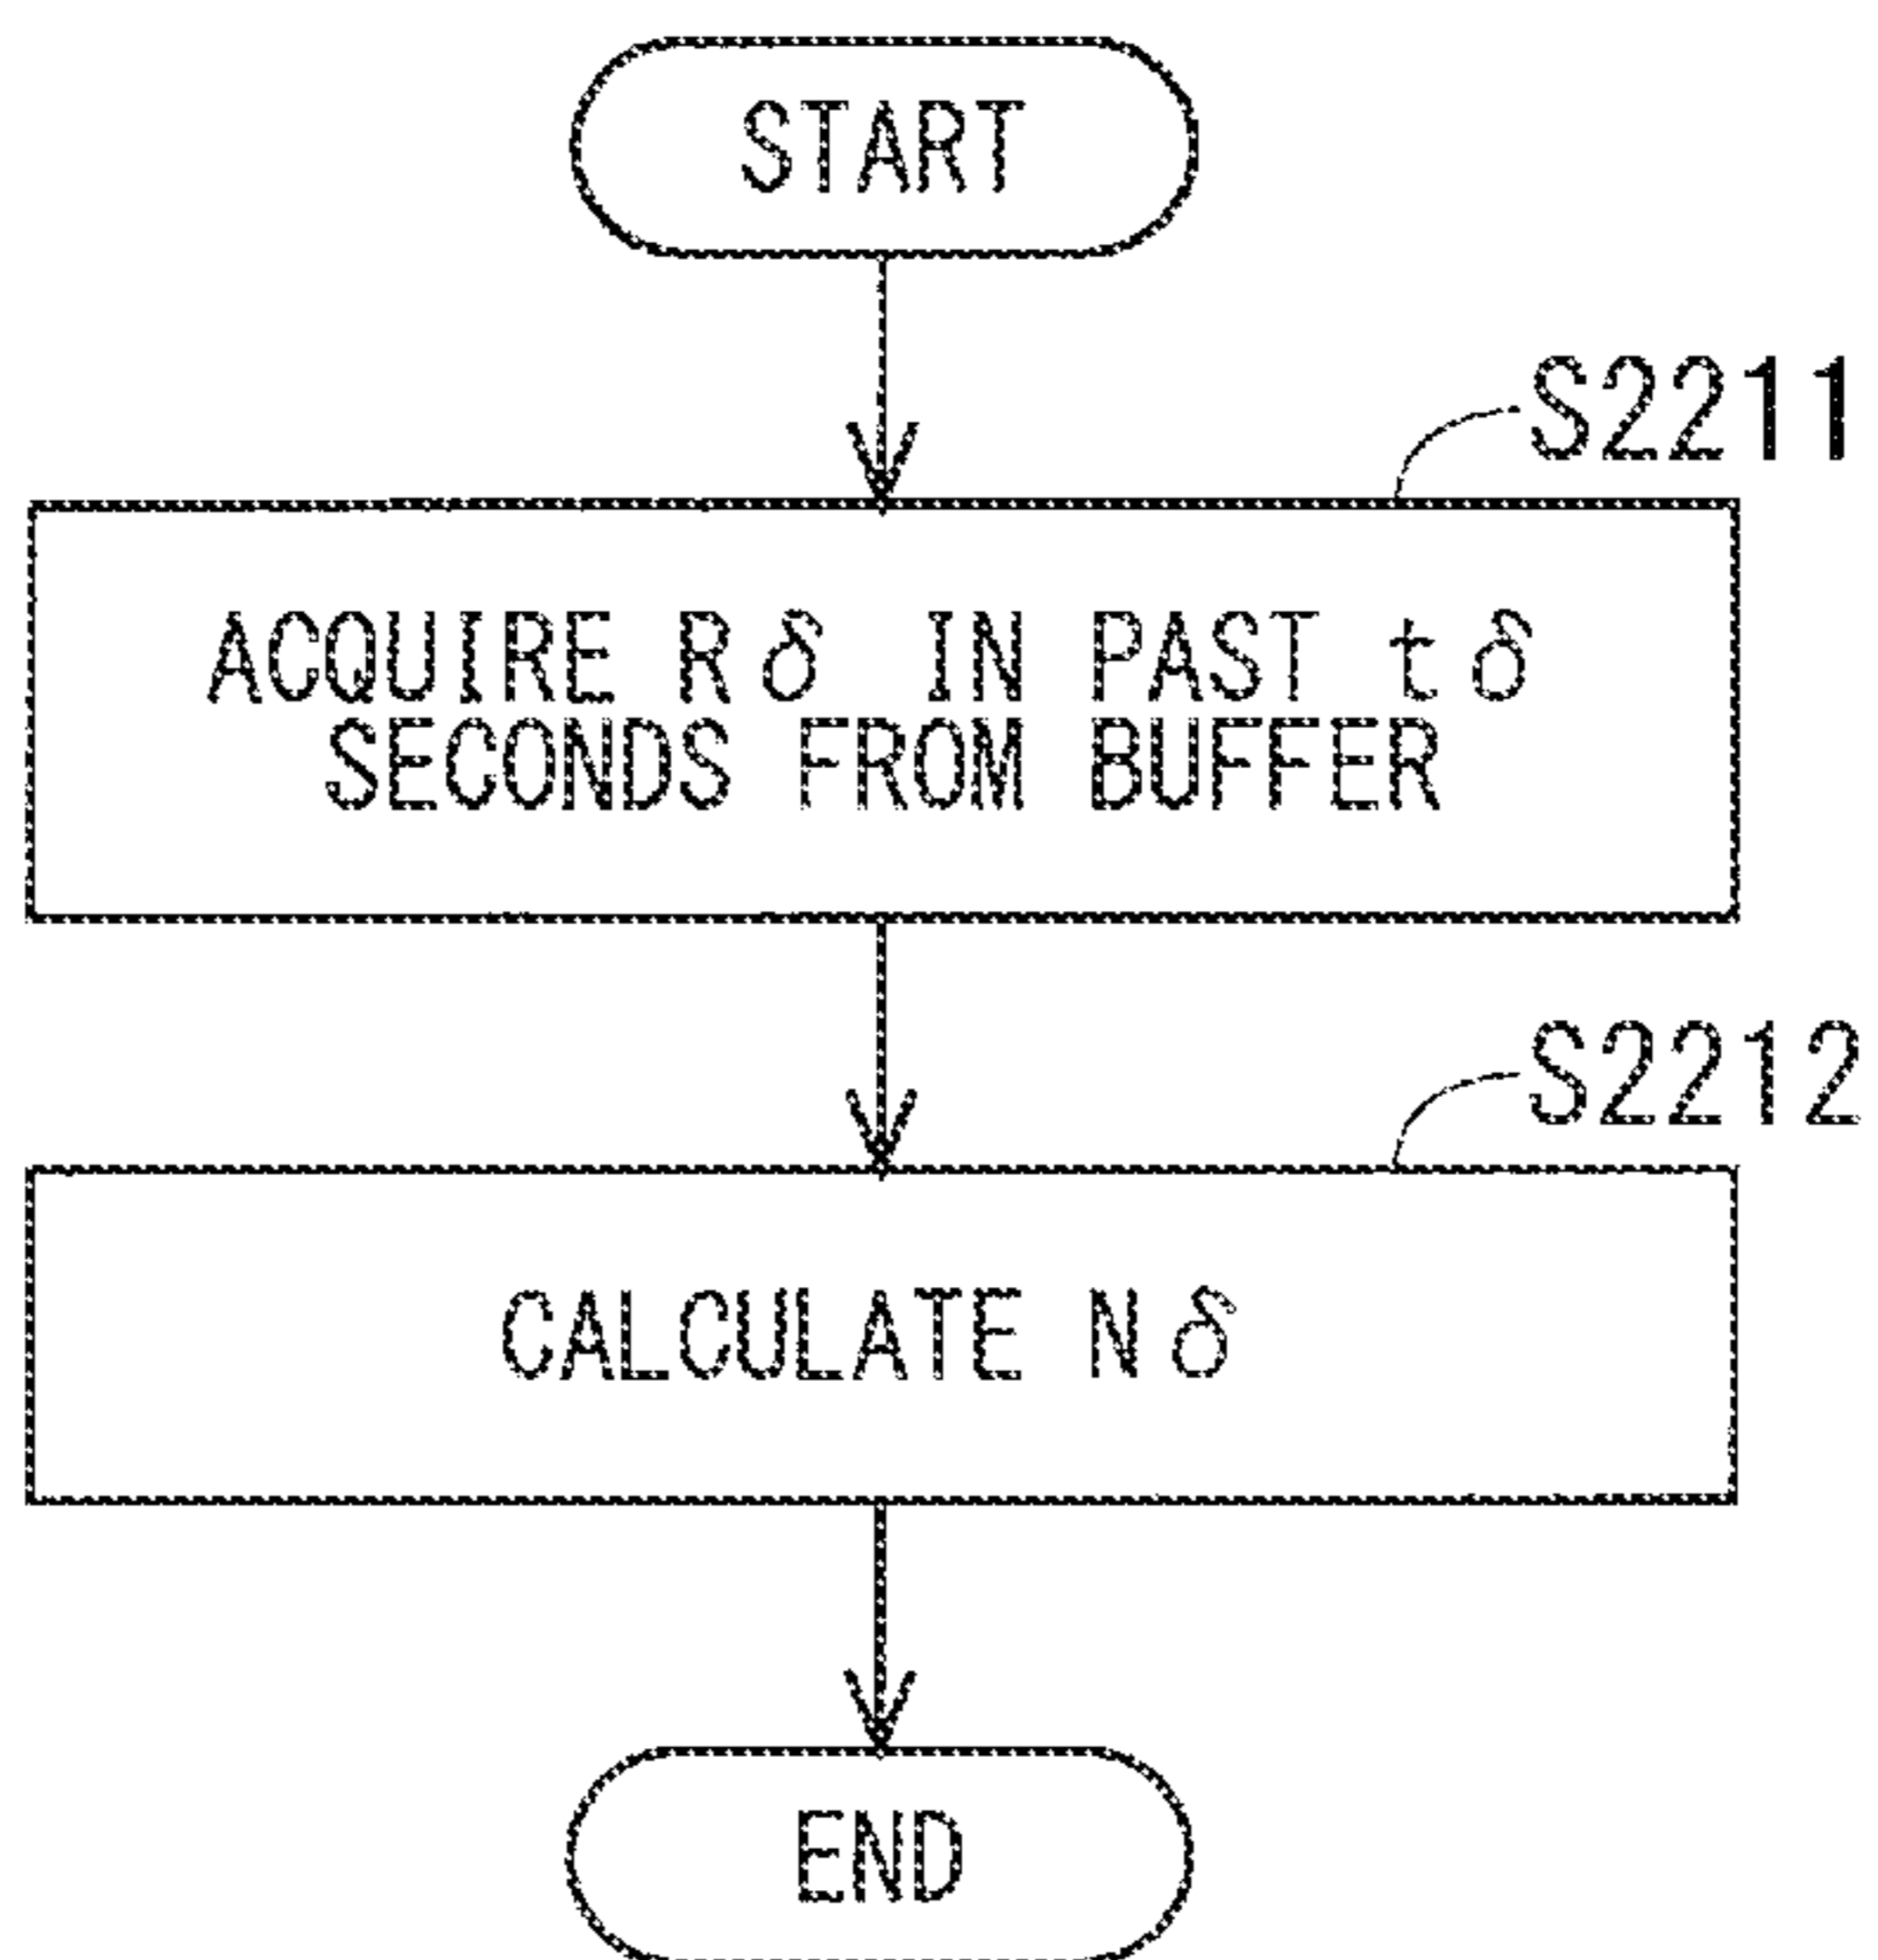 START
S2211
ACQUIRE Rδ IN PAST tδ
SECONDS FROM BUFFER
S2212
CALCULATE Nδ
END